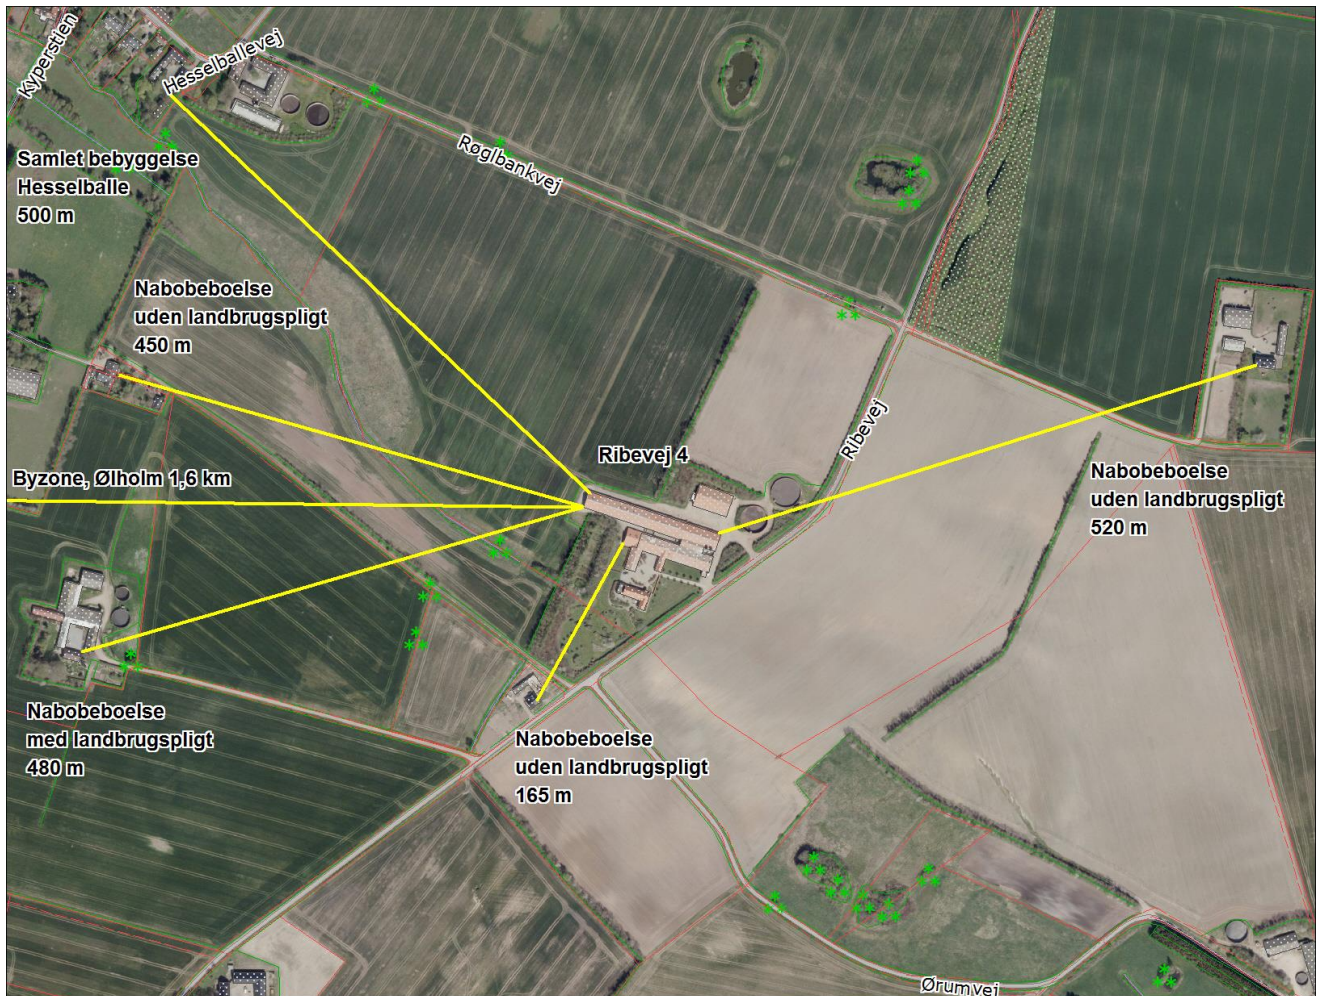 Kyperstien
Hesselballevej
Røglbankvej
Samlet bebyggelse
Hesselballe
500 m
Nabobeboelse
uden landbrugspligt
450 m
Ribevej
Ribevej 4
Byzone, Ølholm 1,6 km
Nabobeboelse
uden landbrugspligt
520 m
Nabobeboelse
med landbrugspligt
480 m
Nabobeboelse
uden landbrugspligt
165 m
Ørumvej